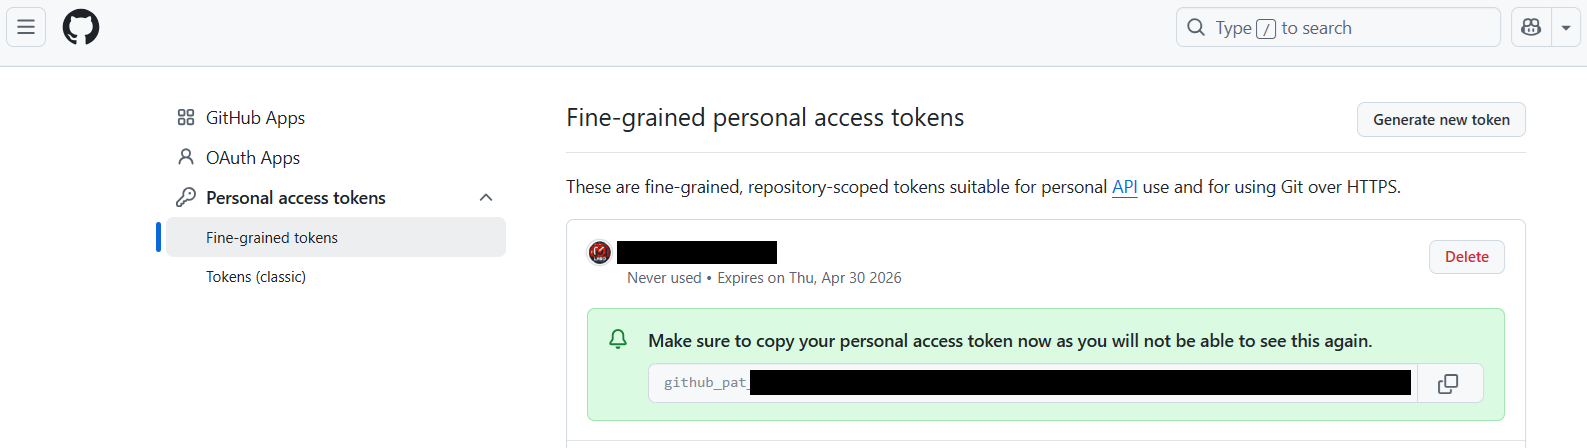 Type / to search
GitHub Apps
OAuth Apps
Personal access tokens
Fine-grained tokens
Tokens (classic)
Fine-grained personal access tokens
Generate new token
These are fine-grained, repository-scoped tokens suitable for personal API use and for using Git over HTTPS.
Delete
Never used • Expires on Thu, Apr 30 2026
Make sure to copy your personal access token now as you will not be able to see this again.
github_pat_